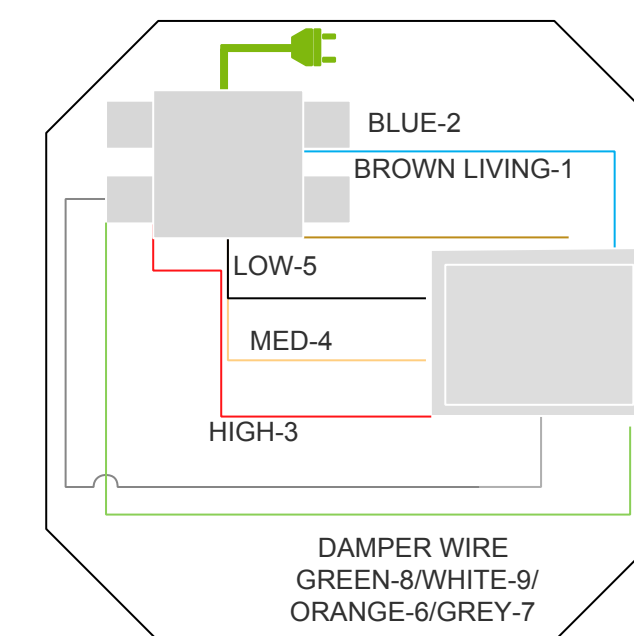 BLUE-2
BROWN LIVING-1
LOW-5
MED-4
HIGH-3
DAMPER WIRE
GREEN-8/WHITE-9/
ORANGE-6/GREY-7